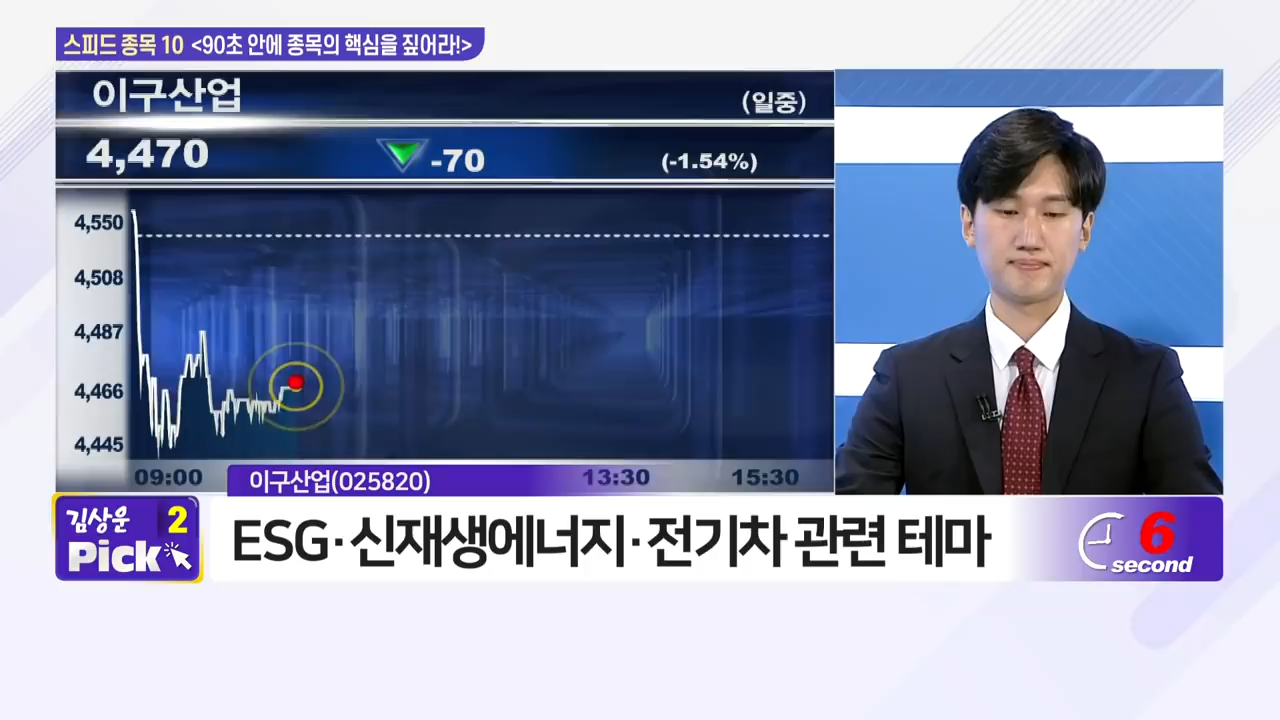 스피드 종목 10 <90초 안에 종목의 핵심을 짚어라!>
이구산업
(일중)
4,470 -70 (-1.54%)
4,550
4,508
4,487
4,466
4,445
09:00 13:30 15:30
이구산업(025820)
김상운 2
Pick
ESG·신재생에너지·전기차 관련 테마
6
second